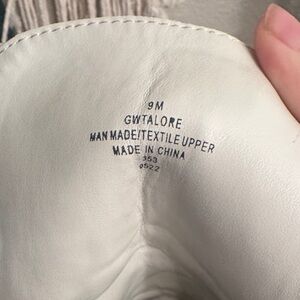 9M
GWTALORE
MAN MADE/TEXTILE UPPER
MADE IN CHINA
353
0522